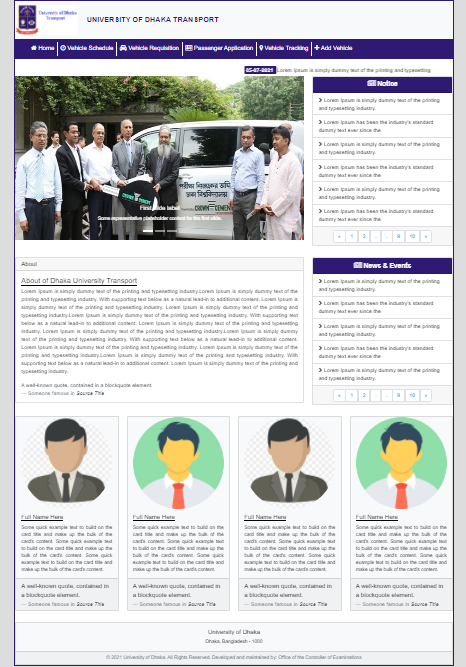 University of Dhaka
Transport
UNIVERSITY OF DHAKA TRANSPORT
Home Vehicle Schedule Vehicle Requisition Passenger Application Vehicle Tracking Add Vehicle
05-07-2021 Lorem Ipsum is simply dummy text of the printing and typesetting industry.
Notice
Lorem Ipsum is simply dummy text of the printing
and typesetting industry.
Lorem Ipsum has been the industry's standard
dummy text ever since the
Lorem Ipsum is simply dummy text of the printing
and typesetting industry.
Lorem Ipsum has been the industry's standard
dummy text ever since the
Lorem Ipsum is simply dummy text of the printing
and typesetting industry.
Lorem Ipsum has been the industry's standard
dummy text ever since the
« 1 2 . . 9 10 »
ঢাকা বিশ্ববিদ্যালয়
CROWN CEMENT
First slide label
Some representative placeholder content for the first slide.
About
About of Dhaka University Transport
Lorem Ipsum is simply dummy text of the printing and typesetting industry.Lorem Ipsum is simply dummy text of the
printing and typesetting industry. With supporting text below as a natural lead-in to additional content. Lorem Ipsum is
simply dummy text of the printing and typesetting industry. Lorem Ipsum is simply dummy text of the printing and
typesetting industry.Lorem Ipsum is simply dummy text of the printing and typesetting industry. With supporting text
below as a natural lead-in to additional content. Lorem Ipsum is simply dummy text of the printing and typesetting
industry. Lorem Ipsum is simply dummy text of the printing and typesetting industry.Lorem Ipsum is simply dummy
text of the printing and typesetting industry. With supporting text below as a natural lead-in to additional content.
Lorem Ipsum is simply dummy text of the printing and typesetting industry. Lorem Ipsum is simply dummy text of the
printing and typesetting industry.Lorem Ipsum is simply dummy text of the printing and typesetting industry. With
supporting text below as a natural lead-in to additional content. Lorem Ipsum is simply dummy text of the printing
and typesetting industry.
A well-known quote, contained in a blockquote element.
— Someone famous in Source Title
News & Events
Lorem Ipsum is simply dummy text of the printing
and typesetting industry.
Lorem Ipsum has been the industry's standard
dummy text ever since the
Lorem Ipsum is simply dummy text of the printing
and typesetting industry.
Lorem Ipsum has been the industry's standard
dummy text ever since the
Lorem Ipsum is simply dummy text of the printing
and typesetting industry.
« 1 2 . . 9 10 »
Full Name Here
Some quick example text to build on the
card title and make up the bulk of the
card's content. Some quick example text
to build on the card title and make up the
bulk of the card's content. Some quick
example text to build on the card title and
make up the bulk of the card's content.
A well-known quote, contained in
a blockquote element.
— Someone famous in Source Title
Full Name Here
Some quick example text to build on the
card title and make up the bulk of the
card's content. Some quick example text
to build on the card title and make up the
bulk of the card's content. Some quick
example text to build on the card title and
make up the bulk of the card's content.
A well-known quote, contained in
a blockquote element.
— Someone famous in Source Title
Full Name Here
Some quick example text to build on the
card title and make up the bulk of the
card's content. Some quick example text
to build on the card title and make up the
bulk of the card's content. Some quick
example text to build on the card title and
make up the bulk of the card's content.
A well-known quote, contained in
a blockquote element.
— Someone famous in Source Title
Full Name Here
Some quick example text to build on the
card title and make up the bulk of the
card's content. Some quick example text
to build on the card title and make up the
bulk of the card's content. Some quick
example text to build on the card title and
make up the bulk of the card's content.
A well-known quote, contained in
a blockquote element.
— Someone famous in Source Title
University of Dhaka
Dhaka, Bangladesh - 1000
© 2021 University of Dhaka. All Rights Reserved. Developed and maintained by: Office of the Controller of Examinations